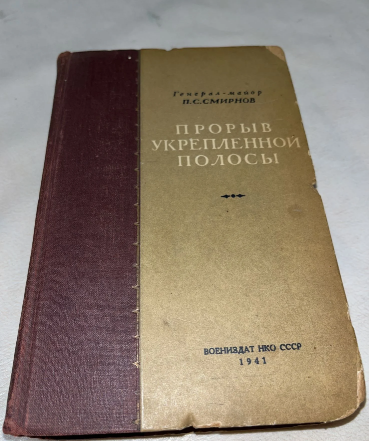 Генерал-майор
П.С.СМИРНОВ
ПРОРЫВ
УКРЕПЛЕННОЙ
ПОЛОСЫ
ВОЕНИЗДАТ НКО СССР
1941